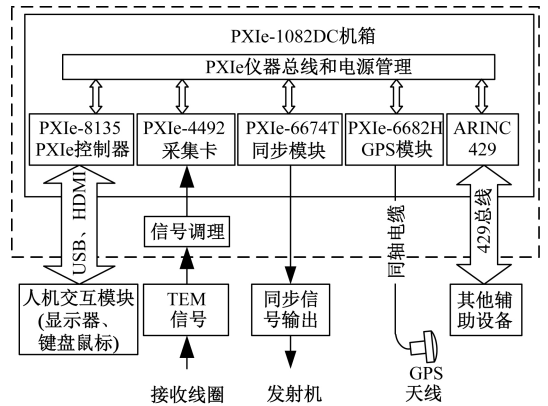 PXIe-1082DC机箱
PXIe仪器总线和电源管理
PXIe-8135
PXIe控制器
PXIe-4492
采集卡
PXIe-6674T
同步模块
PXIe-6682H
GPS模块
ARINC
429
USB、HDMI
信号调理
同轴电缆
429总线
人机交互模块
(显示器、
键盘鼠标)
TEM
信号
同步信
号输出
其他辅
助设备
接收线圈
发射机
GPS
天线